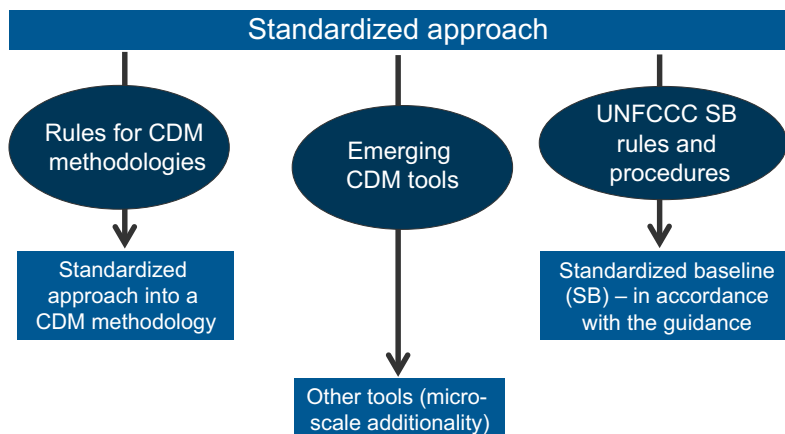 Standardized approach
Rules for CDM
methodologies
Emerging
CDM tools
UNFCCC SB
rules and
procedures
Standardized
approach into a
CDM methodology
Standardized baseline
(SB) – in accordance
with the guidance
Other tools (micro-
scale additionality)